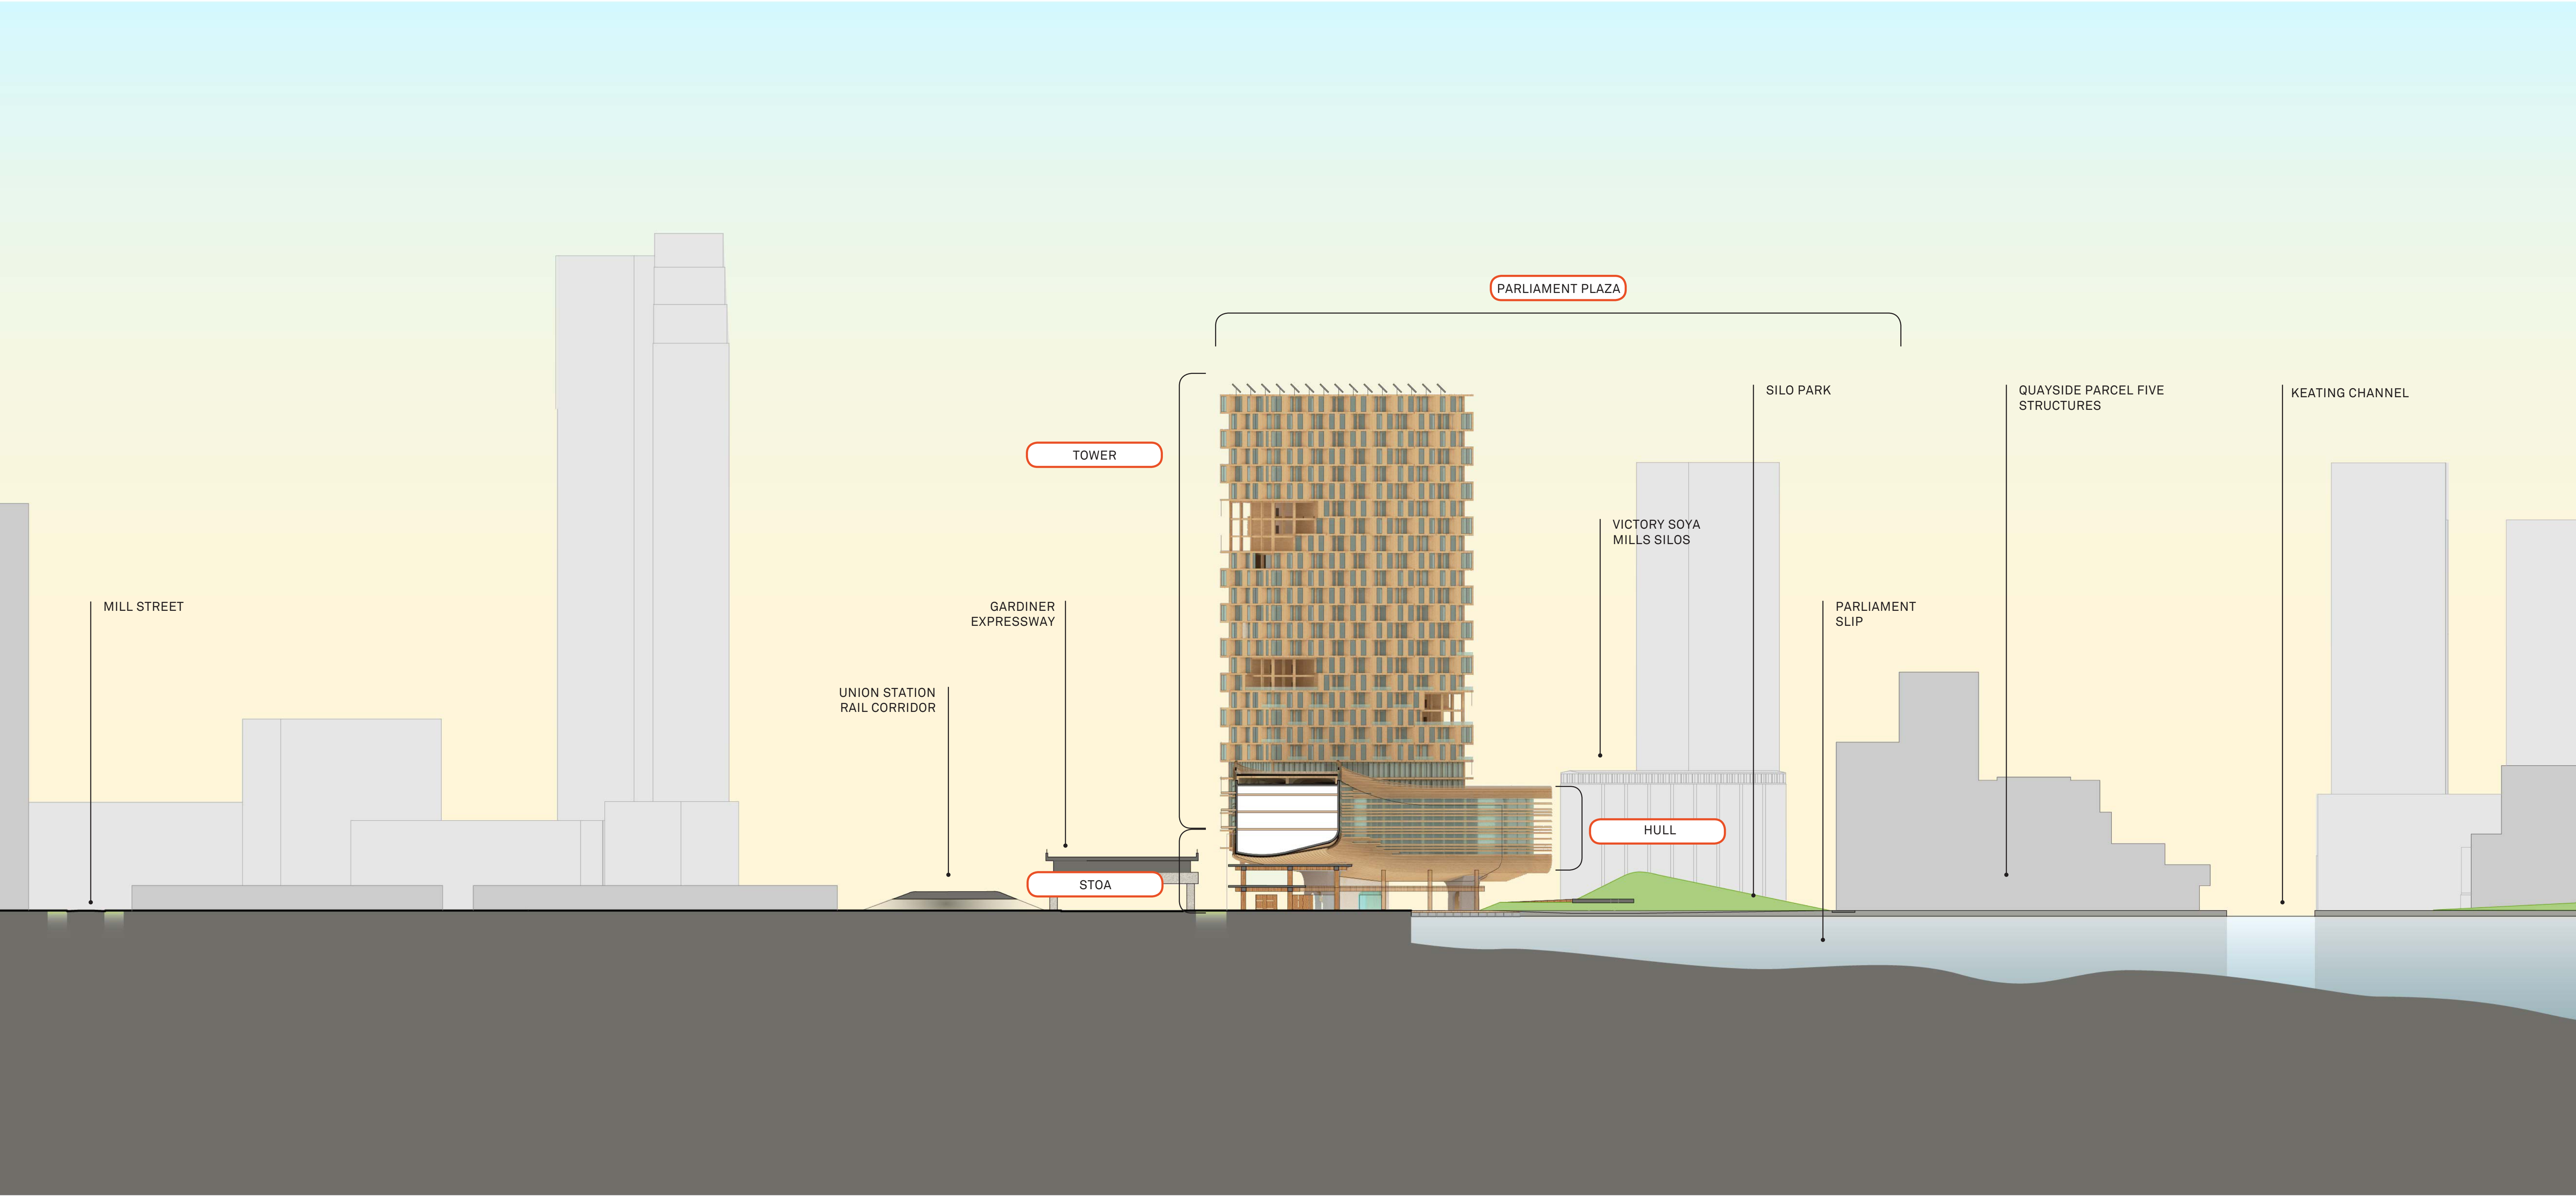 PARLIAMENT PLAZA
TOWER
SILO PARK
QUAYSIDE PARCEL FIVE
STRUCTURES
KEATING CHANNEL
VICTORY SOYA
MILLS SILOS
MILL STREET
GARDINER
EXPRESSWAY
PARLIAMENT
SLIP
UNION STATION
RAIL CORRIDOR
HULL
STOA